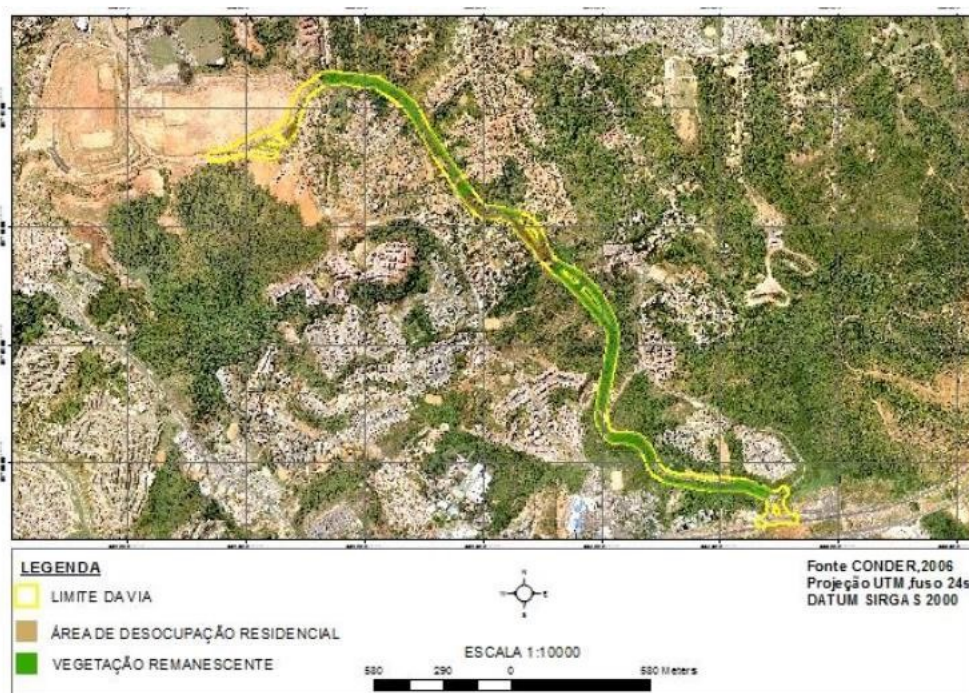 LEGENDA
LIMITE DA VIA
ÁREA DE DESOCUPAÇÃO RESIDENCIAL
VEGETAÇÃO REMANESCENTE
N
W E
S
ESCALA 1:10000
580 290 0 580 Meters
Fonte CONDER,2006
Projeção UTM,fuso 24s
DATUM SIRGAS 2000